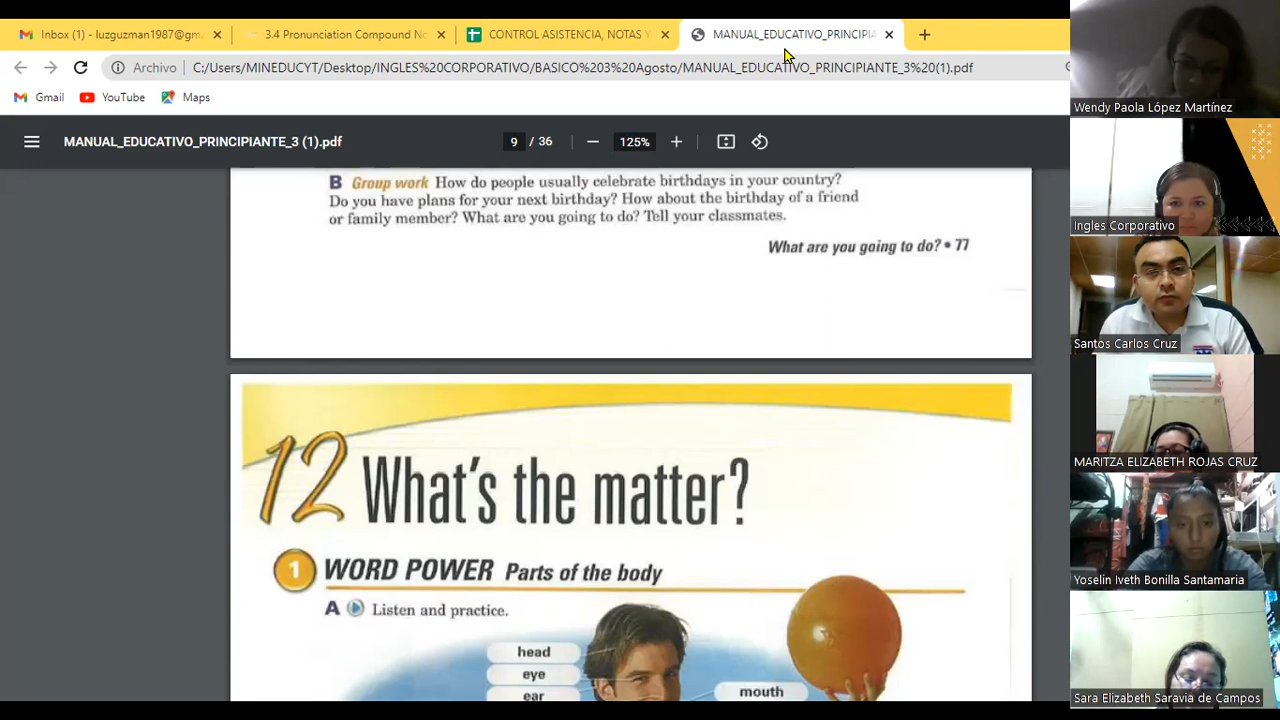 Inbox (1) - luzguzman1987@gm
3.4 Pronunciation Compound No
CONTROL ASISTENCIA, NOTAS Y
MANUAL_EDUCATIVO_PRINCIPIA
Archivo
C:/Users/MINEDUCYT/Desktop/INGLES%20CORPORATIVO/BASICO%203%20Agosto/MANUAL_EDUCATIVO_PRINCIPIANTE_3%20(1).pdf
Gmail
YouTube
Maps
MANUAL_EDUCATIVO_PRINCIPIANTE_3 (1).pdf
9 / 36
125%
B Group work How do people usually celebrate birthdays in your country?
Do you have plans for your next birthday? How about the birthday of a friend
or family member? What are you going to do? Tell your classmates.
What are you going to do? • 77
12 What's the matter?
1 WORD POWER Parts of the body
A Listen and practice.
head
eye
ear
mouth
Wendy Paola López Martínez
Ingles Corporativo
Santos Carlos Cruz
MARITZA ELIZABETH ROJAS CRUZ
Yoselin Iveth Bonilla Santamaria
Sara Elizabeth Saravia de Campos